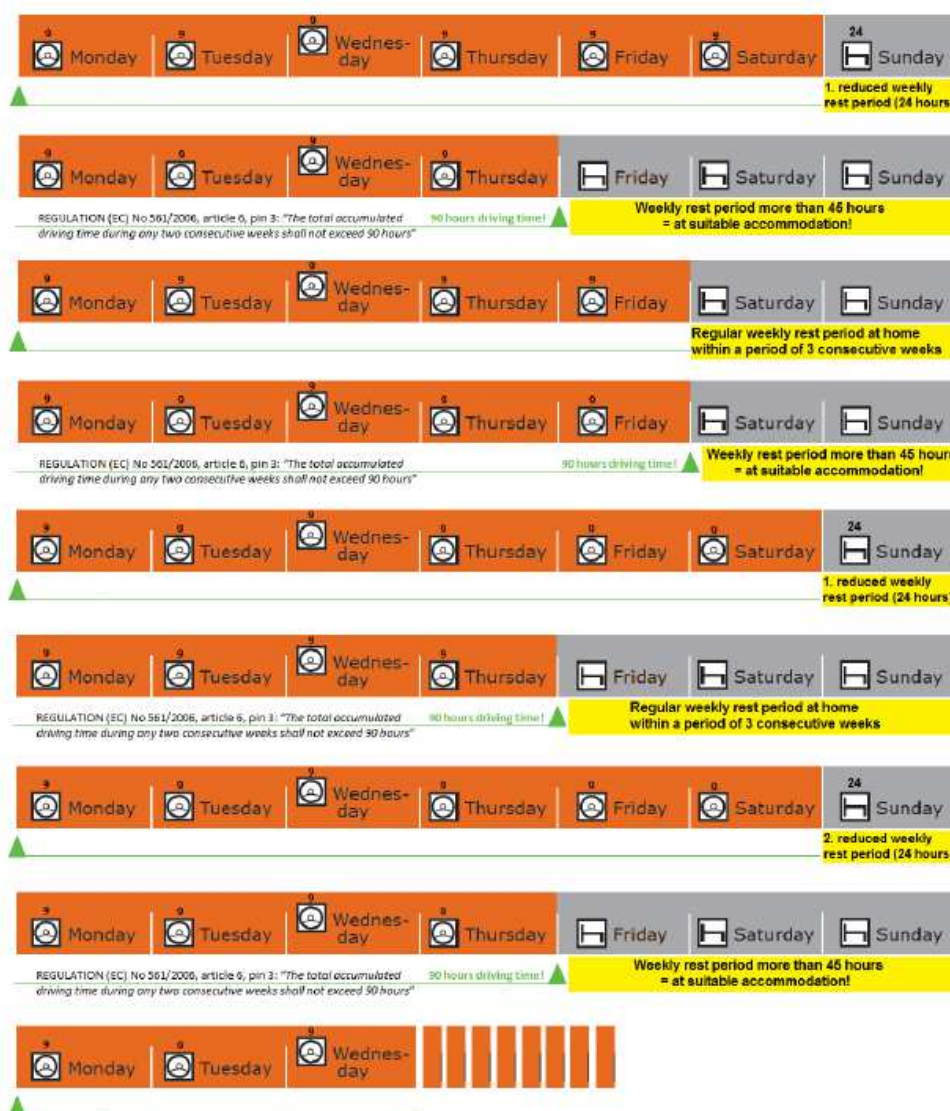 9 9 9 9 9 9 24
Monday Tuesday Wednes-
day Thursday Friday Saturday Sunday
1. reduced weekly
rest period (24 hours
9 9 9 9
Monday Tuesday Wednes-
day Thursday Friday Saturday Sunday
REGULATION (EC) No 561/2006, article 6, pin 3: "The total accumulated
driving time during any two consecutive weeks shall not exceed 90 hours"
90 hours driving time!
Weekly rest period more than 45 hours
= at suitable accommodation!
9 9 9 9 9
Monday Tuesday Wednes-
day Thursday Friday Saturday Sunday
Regular weekly rest period at home
within a period of 3 consecutive weeks
9 9 9 9 9
Monday Tuesday Wednes-
day Thursday Friday Saturday Sunday
REGULATION (EC) No 561/2006, article 6, pin 3: "The total accumulated
driving time during any two consecutive weeks shall not exceed 90 hours"
90 hours driving time!
Weekly rest period more than 45 hours
= at suitable accommodation!
9 9 9 9 9 9 24
Monday Tuesday Wednes-
day Thursday Friday Saturday Sunday
1. reduced weekly
rest period (24 hours)
9 9 9 9
Monday Tuesday Wednes-
day Thursday Friday Saturday Sunday
REGULATION (EC) No 561/2006, article 6, pin 3: "The total accumulated
driving time during any two consecutive weeks shall not exceed 90 hours"
90 hours driving time!
Regular weekly rest period at home
within a period of 3 consecutive weeks
9 9 9 9 9 9 24
Monday Tuesday Wednes-
day Thursday Friday Saturday Sunday
2. reduced weekly
rest period (24 hours
9 9 9 9
Monday Tuesday Wednes-
day Thursday Friday Saturday Sunday
REGULATION (EC) No 561/2006, article 6, pin 3: "The total accumulated
driving time during any two consecutive weeks shall not exceed 90 hours"
90 hours driving time!
Weekly rest period more than 45 hours
= at suitable accommodation!
9 9 9
Monday Tuesday Wednes-
day